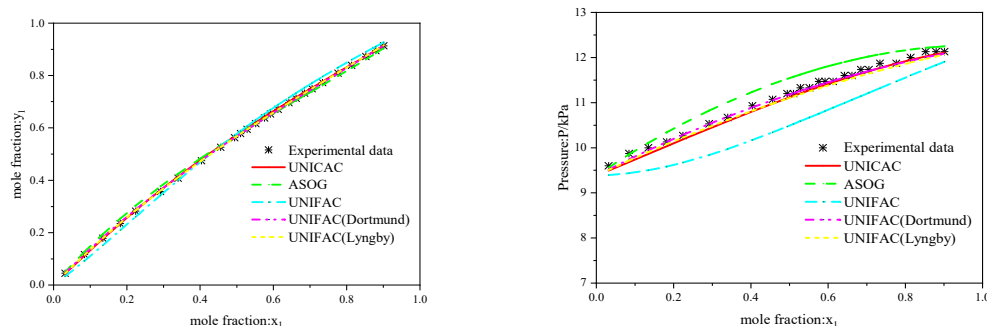 mole fraction:y1
1.0
0.8
0.6
0.4
0.2
0.0
Experimental data
UNICAC
ASOG
UNIFAC
UNIFAC(Dortmund)
UNIFAC(Lyngby)
0.0 0.2 0.4 0.6 0.8 1.0
mole fraction:x1
Pressure:P/kPa
13
12
11
10
9
8
7
Experimental data
UNICAC
ASOG
UNIFAC
UNIFAC(Dortmund)
UNIFAC(Lyngby)
0.0 0.2 0.4 0.6 0.8 1.0
mole fraction:x1